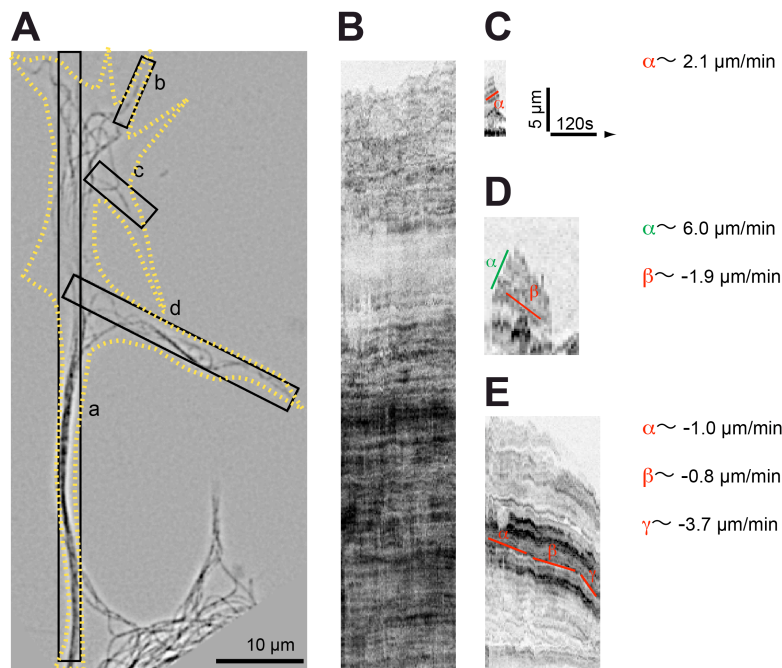 A
B
C
D
E
a
b
c
d
10 µm
5 µm
120s
α
α～ 2.1 µm/min
α
β
α～ 6.0 µm/min
β～ -1.9 µm/min
α
β
γ
α～ -1.0 µm/min
β～ -0.8 µm/min
γ～ -3.7 µm/min